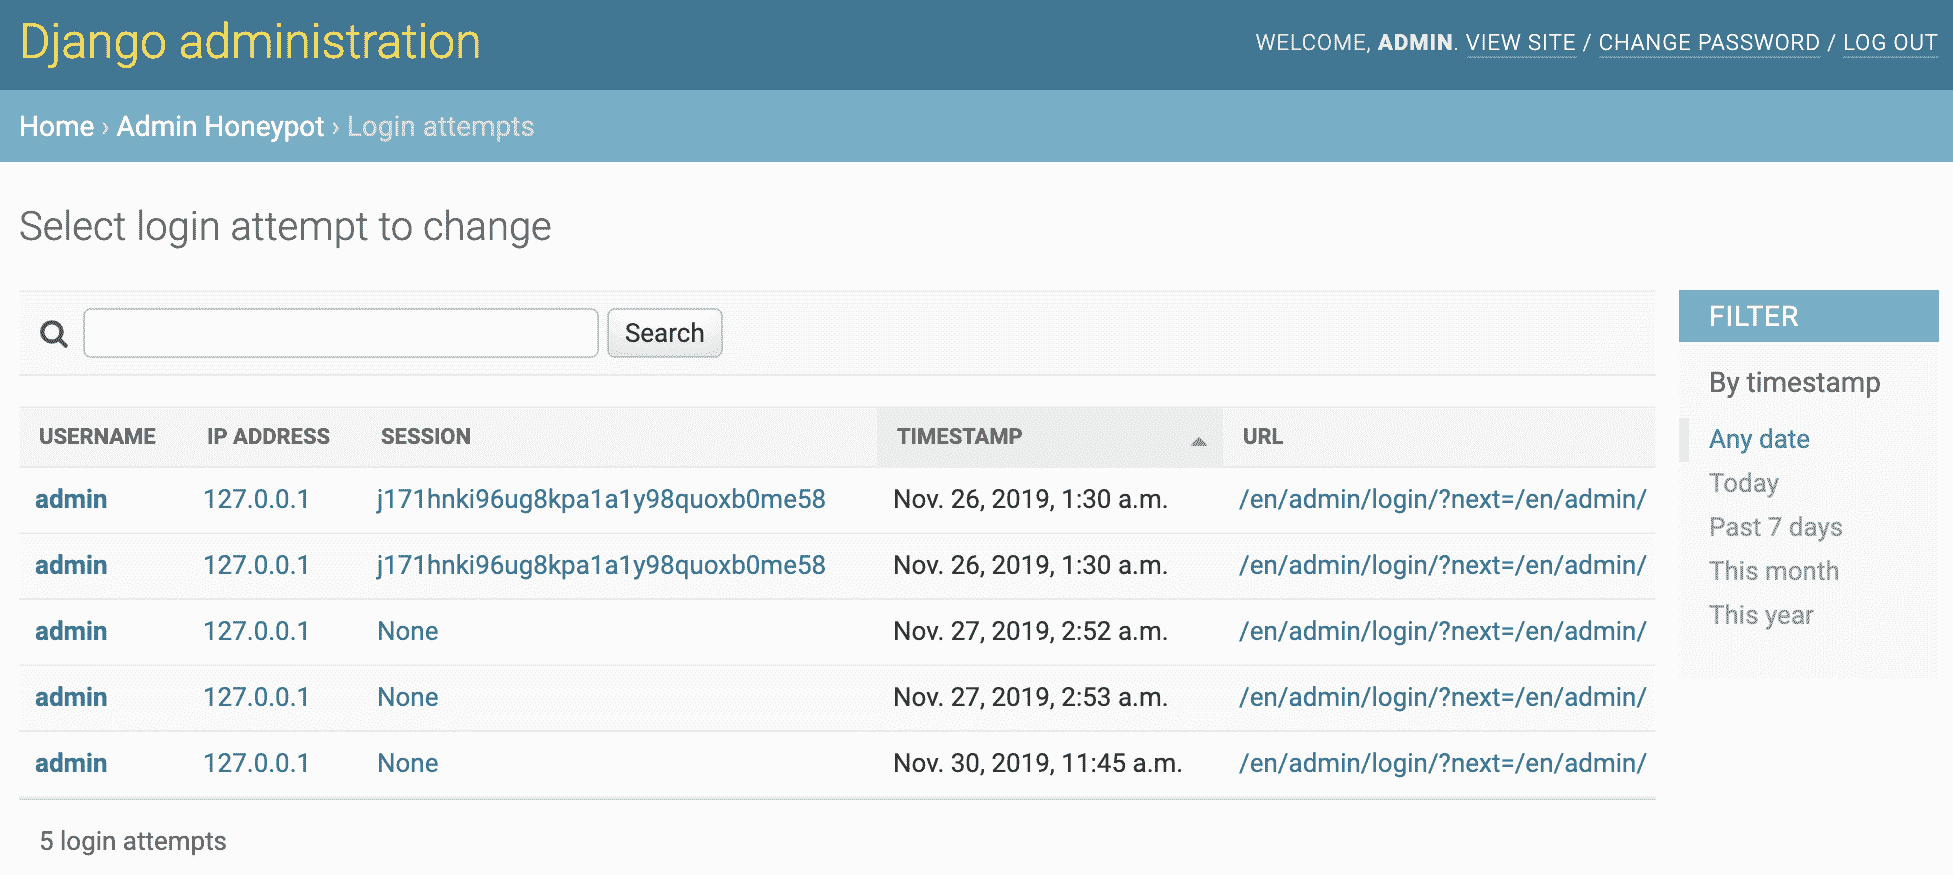 Django administration
WELCOME, ADMIN. VIEW SITE / CHANGE PASSWORD / LOG OUT
Home › Admin Honeypot › Login attempts
Select login attempt to change
Search
USERNAME IP ADDRESS SESSION TIMESTAMP URL
admin 127.0.0.1 j171hnki96ug8kpa1a1y98quoxb0me58 Nov. 26, 2019, 1:30 a.m. /en/admin/login/?next=/en/admin/
admin 127.0.0.1 j171hnki96ug8kpa1a1y98quoxb0me58 Nov. 26, 2019, 1:30 a.m. /en/admin/login/?next=/en/admin/
admin 127.0.0.1 None Nov. 27, 2019, 2:52 a.m. /en/admin/login/?next=/en/admin/
admin 127.0.0.1 None Nov. 27, 2019, 2:53 a.m. /en/admin/login/?next=/en/admin/
admin 127.0.0.1 None Nov. 30, 2019, 11:45 a.m. /en/admin/login/?next=/en/admin/
5 login attempts
FILTER
By timestamp
Any date
Today
Past 7 days
This month
This year